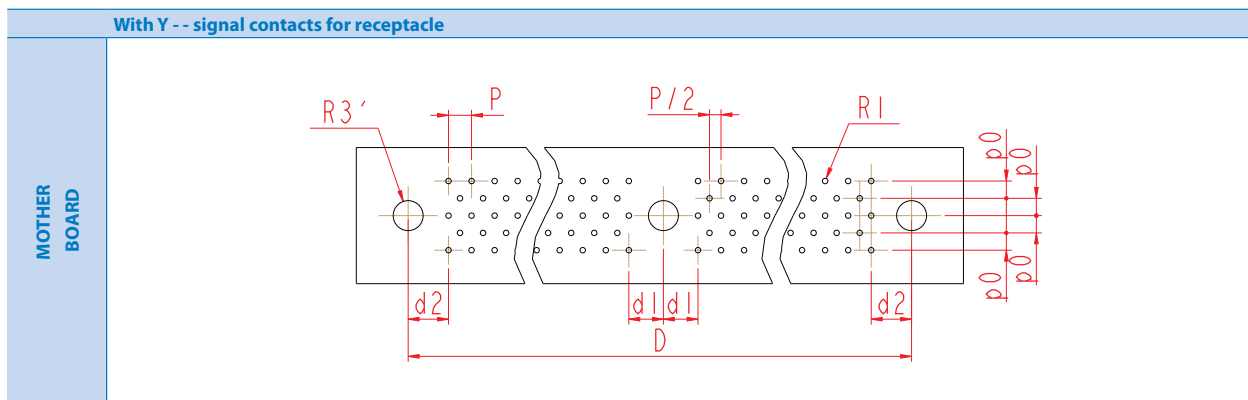 With Y - - signal contacts for receptacle
MOTHER
BOARD
R3′
P
P/2
R1
p0
p0
p0
p0
d2
d1
d1
d2
D